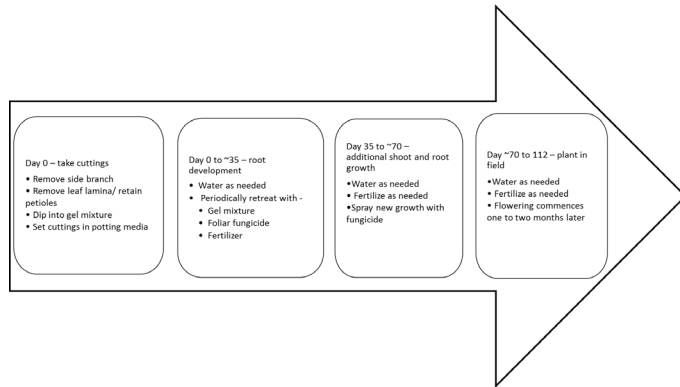 Day 0 – take cuttings
• Remove side branch
• Remove leaf lamina/ retain
petioles
• Dip into gel mixture
• Set cuttings in potting media
Day 0 to ~35 – root
development
• Water as needed
• Periodically retreat with -
• Gel mixture
• Foliar fungicide
• Fertilizer
Day 35 to ~70 –
additional shoot and root
growth
•Water as needed
•Fertilize as needed
•Spray new growth with
fungicide
Day ~70 to 112 – plant in
field
•Water as needed
• Fertilize as needed
• Flowering commences
one to two months later